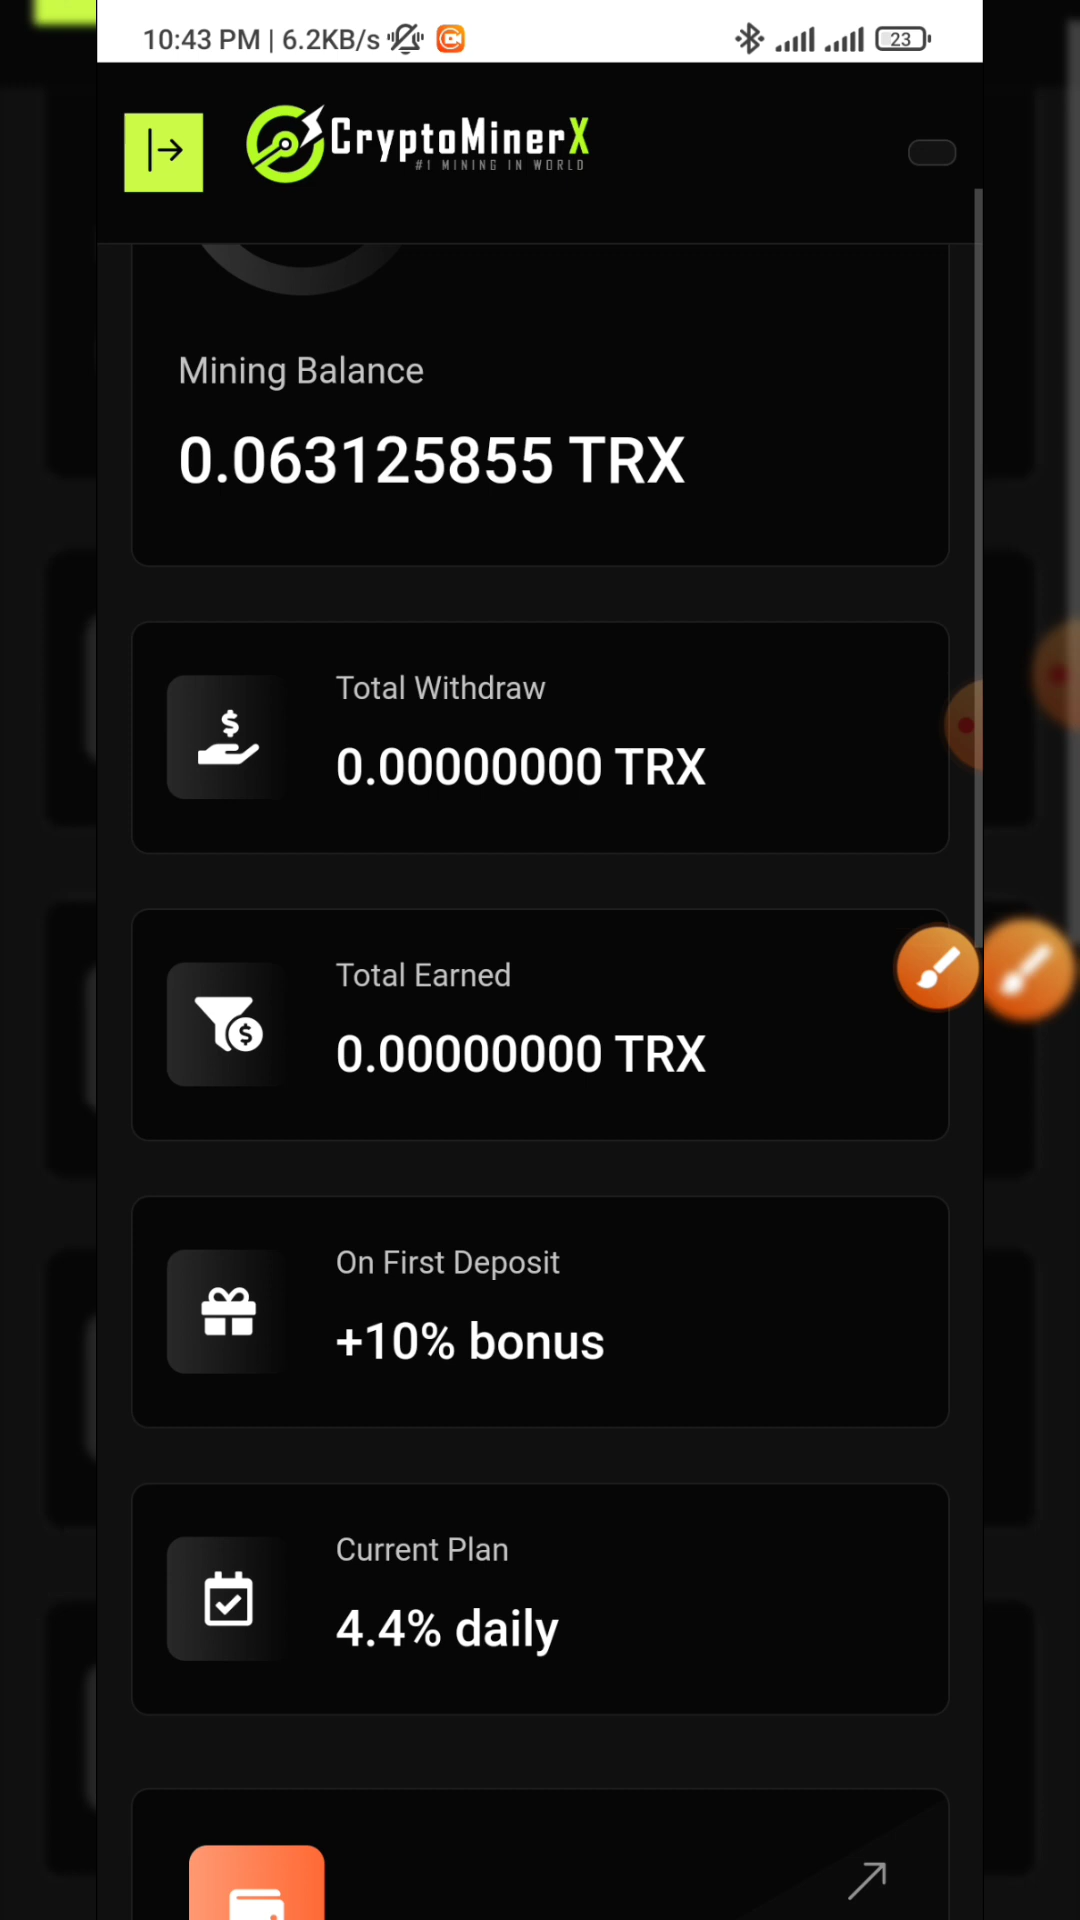 10:43 PM | 6.2KB/s
23
CryptoMinerX
#1 MINING IN WORLD
Mining Balance
0.063125855 TRX
Total Withdraw
0.00000000 TRX
Total Earned
0.00000000 TRX
On First Deposit
+10% bonus
Current Plan
4.4% daily